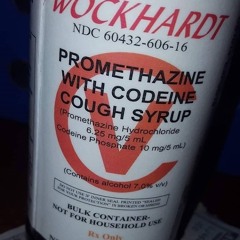 WOCKHARDT
NDC 60432-606-16
PROMETHAZINE
WITH CODEINE
COUGH SYRUP
(Promethazine Hydrochloride
6.25 mg/5 mL
Codeine Phosphate 10 mg/5 mL)
(Contains alcohol 7.0% v/v)
BULK CONTAINER-
NOT FOR HOUSEHOLD USE
Rx Only